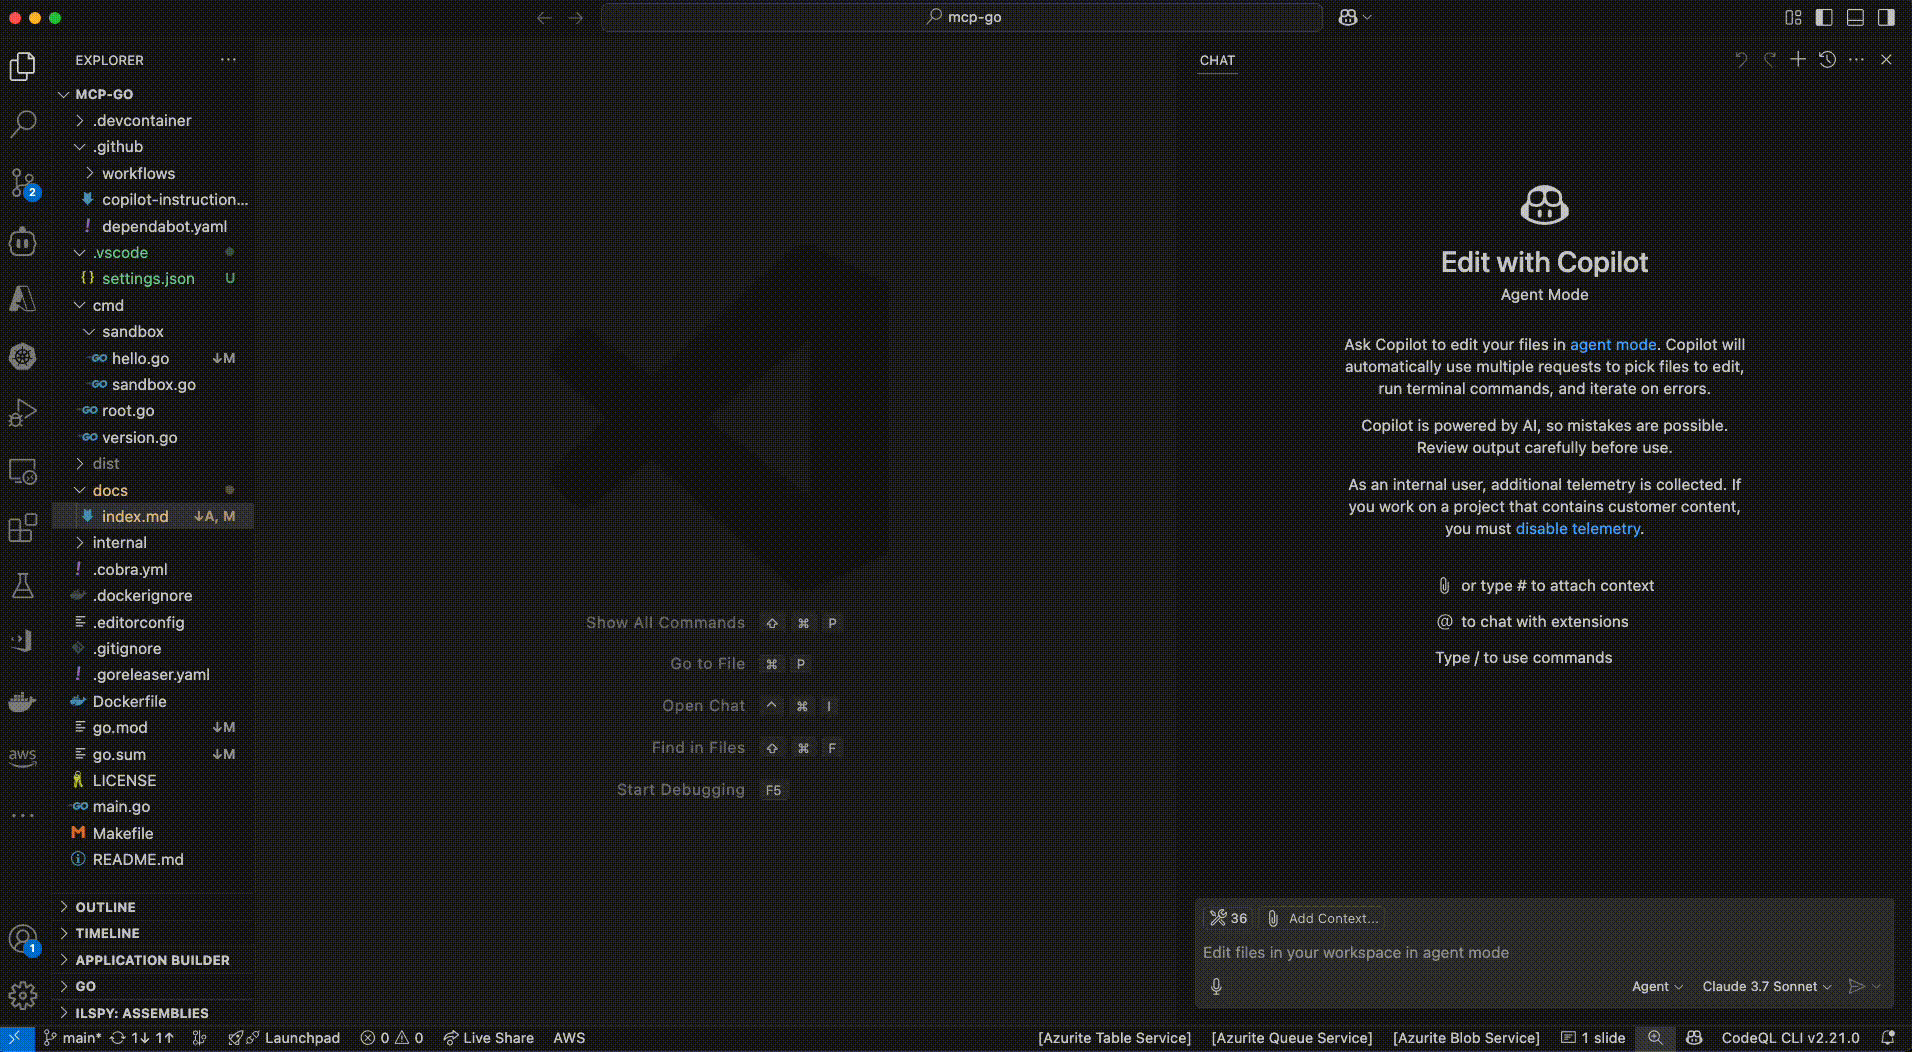 mcp-go
EXPLORER
MCP-GO
.devcontainer
.github
workflows
copilot-instruction...
dependabot.yaml
.vscode
settings.json U
cmd
sandbox
hello.go ↓M
sandbox.go
root.go
version.go
dist
docs
index.md ↓A, M
internal
.cobra.yml
.dockerignore
.editorconfig
.gitignore
.goreleaser.yaml
Dockerfile
go.mod ↓M
go.sum ↓M
LICENSE
main.go
Makefile
README.md
OUTLINE
TIMELINE
APPLICATION BUILDER
GO
ILSPY: ASSEMBLIES
2
aws
1
Show All Commands ⇧ ⌘ P
Go to File ⌘ P
Open Chat ^ ⌘ I
Find in Files ⇧ ⌘ F
Start Debugging F5
CHAT
Edit with Copilot
Agent Mode
Ask Copilot to edit your files in agent mode. Copilot will
automatically use multiple requests to pick files to edit,
run terminal commands, and iterate on errors.
Copilot is powered by AI, so mistakes are possible.
Review output carefully before use.
As an internal user, additional telemetry is collected. If
you work on a project that contains customer content,
you must disable telemetry.
or type # to attach context
@ to chat with extensions
Type / to use commands
36 Add Context...
Edit files in your workspace in agent mode
Agent Claude 3.7 Sonnet
main* 1↓ 1↑ Launchpad 0 0 Live Share AWS [Azurite Table Service] [Azurite Queue Service] [Azurite Blob Service] 1 slide CodeQL CLI v2.21.0